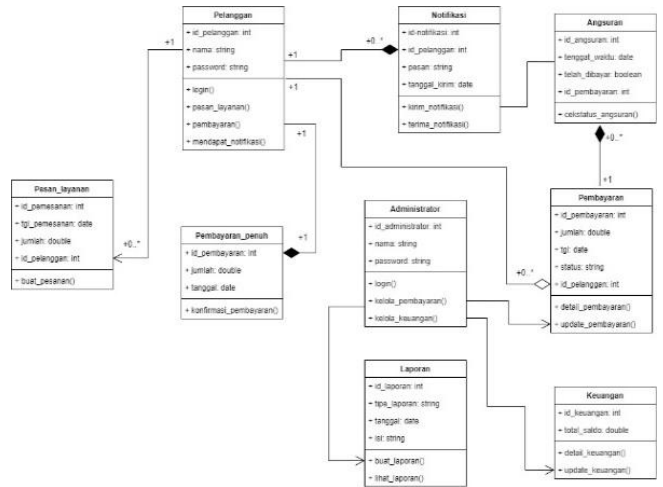 Pelanggan
+ id_pelanggan: int
+ nama: string
+ password: string
+ login()
+ pesan_layanan()
+ pembayaran()
+ mendapat_notifikasi()
Notifikasi
+ id-notifikasi: int
+ id_pelanggan: int
+ pesan: string
+ tanggal_kirim: date
+ kirim_notifikasi()
+ terima_notifikasi()
Angsuran
+ id_angsuran: int
+ tenggat_waktu: date
+ telah_dibayar: boolean
+ id_pembayaran: int
+ cekstatus_angsuran()
+1
+1
+0..*
+1
+0..*
+1
Pesan_layanan
+ id_pemesanan: int
+ tgl_pemesanan: date
+ jumlah: double
+ id_pelanggan: int
+ buat_pesanan()
+0..*
Pembayaran_penuh
+ id_pembayaran: int
+ jumlah: double
+ tanggal: date
+ konfirmasi_pembayaran()
+1
+1
Administrator
+ id_administrator: int
+ nama: string
+ password: string
+ login()
+ kelola_pembayaran()
+ kelola_keuangan()
Pembayaran
+ id_pembayaran: int
+ jumlah: double
+ tgl: date
+ status: string
+ id_pelanggan: int
+ detail_pembayaran()
+ update_pembayaran()
+0..*
Laporan
+ id_laporan: int
+ tipe_laporan: string
+ tanggal: date
+ isi: string
+ buat_laporan()
+ lihat_laporan()
Keuangan
+ id_keuangan: int
+ total_saldo: double
+ detail_keuangan()
+ update_keuangan()